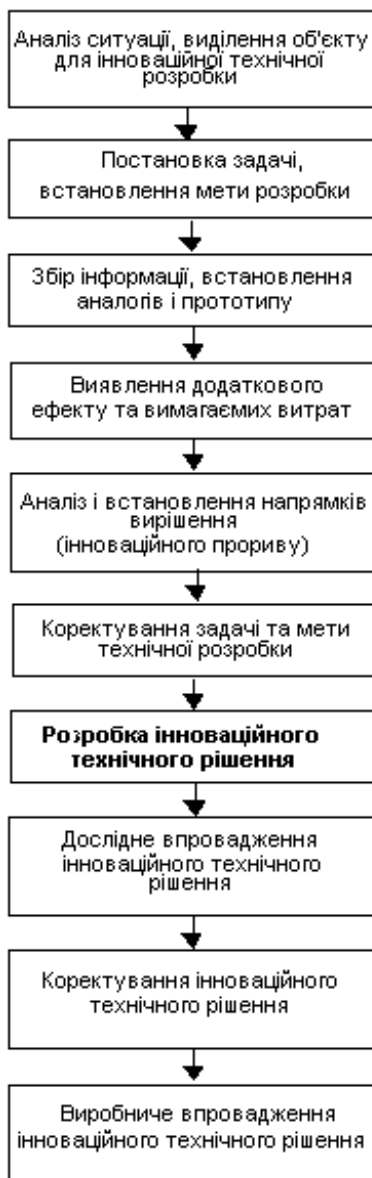 Аналіз ситуації, виділення об'єкту
для інноваційної технічної
розробки
Постановка задачі,
встановлення мети розробки
Збір інформації, встановлення
аналогів і прототипу
Виявлення додаткового
ефекту та вимагаємих витрат
Аналіз і встановлення напрямків
вирішення
(інноваційного прориву)
Коректування задачі та мети
технічної розробки
Розробка інноваційного
технічного рішення
Дослідне впровадження
інноваційного технічного
рішення
Коректування інноваційного
технічного рішення
Виробниче впровадження
інноваційного технічного рішення